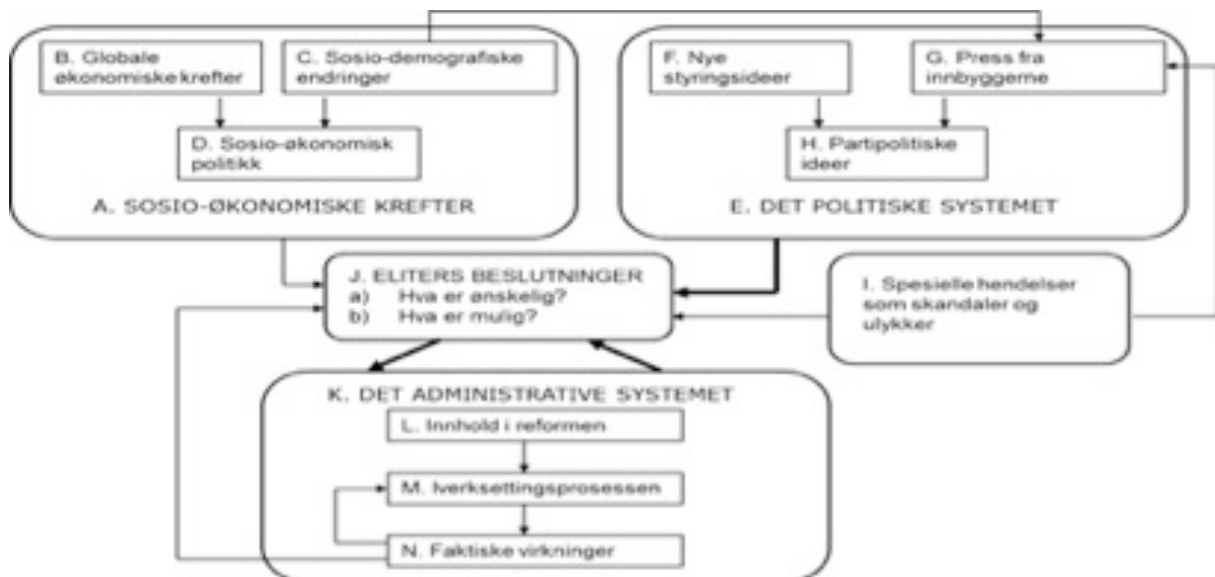 B. Globale
økonomiske krefter
C. Sosio-demografiske
endringer
D. Sosio-økonomisk
politikk
A. SOSIO-ØKONOMISKE KREFTER
F. Nye
styringsideer
G. Press fra
innbyggerne
H. Partipolitiske
ideer
E. DET POLITISKE SYSTEMET
J. ELITERS BESLUTNINGER
a) Hva er ønskelig?
b) Hva er mulig?
I. Spesielle hendelser
som skandaler og
ulykker
K. DET ADMINISTRATIVE SYSTEMET
L. Innhold i reformen
M. Iverksettingsprosessen
N. Faktiske virkninger